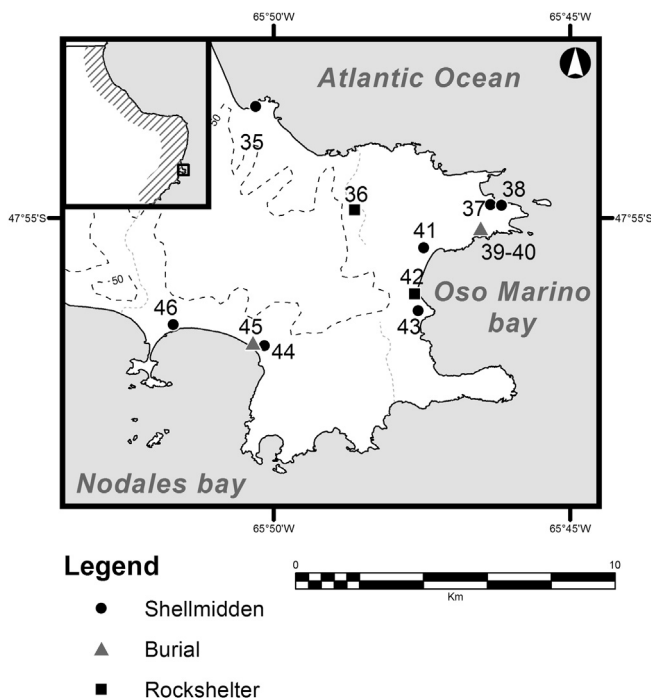 65°50'W
65°45'W
Atlantic Ocean
50
35
36
37
38
47°55'S
47°55'S
41
39-40
50
42
Oso Marino
bay
43
46
45
44
Nodales bay
65°50'W
65°45'W
Legend
0
10
Km
Shellmidden
Burial
Rockshelter